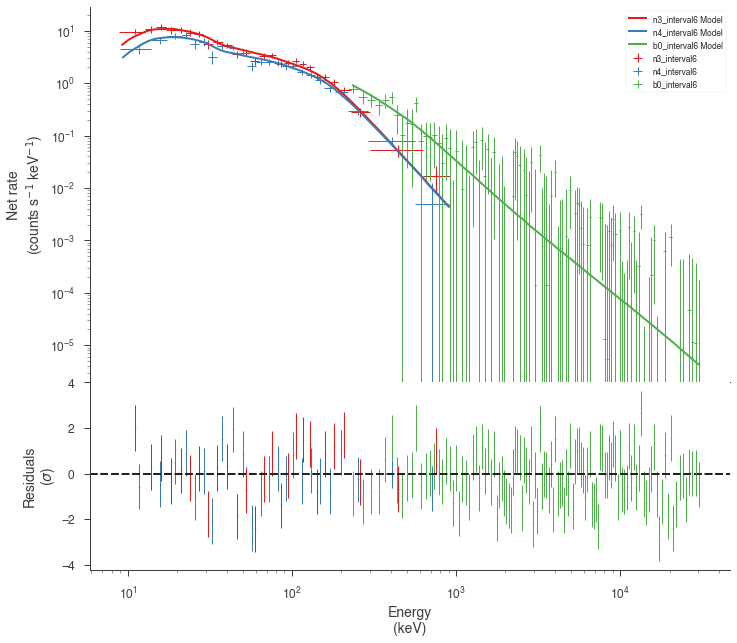 n3_interval6 Model
n4_interval6 Model
b0_interval6 Model
n3_interval6
n4_interval6
b0_interval6
Net rate
(counts s⁻¹ keV⁻¹)
10¹
10⁰
10⁻¹
10⁻²
10⁻³
10⁻⁴
10⁻⁵
Residuals
(σ)
4
2
0
−2
−4
10¹ 10² 10³ 10⁴
Energy
(keV)